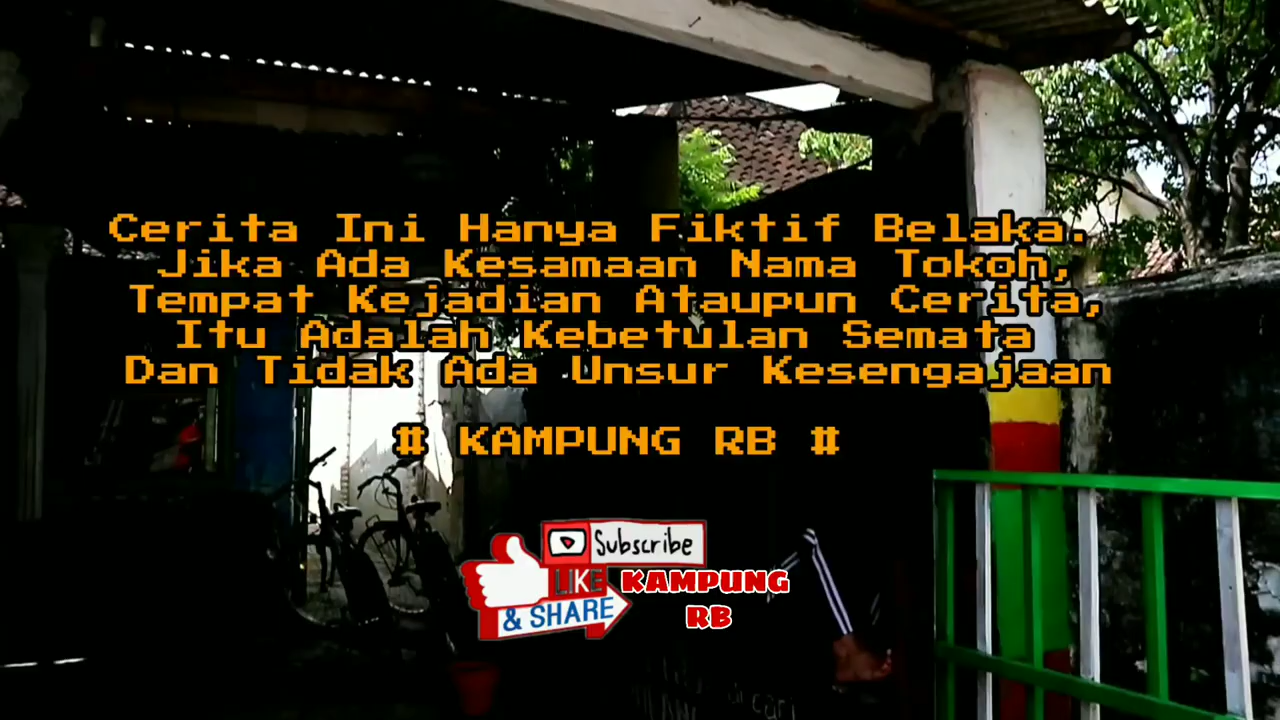 Cerita Ini Hanya Fiktif Belaka.
Jika Ada Kesamaan Nama Tokoh,
Tempat Kejadian Ataupun Cerita,
Itu Adalah Kebetulan Semata
Dan Tidak Ada Unsur Kesengajaan
# KAMPUNG RB #
Subscribe
LIKE
& SHARE
KAMPUNG
RB